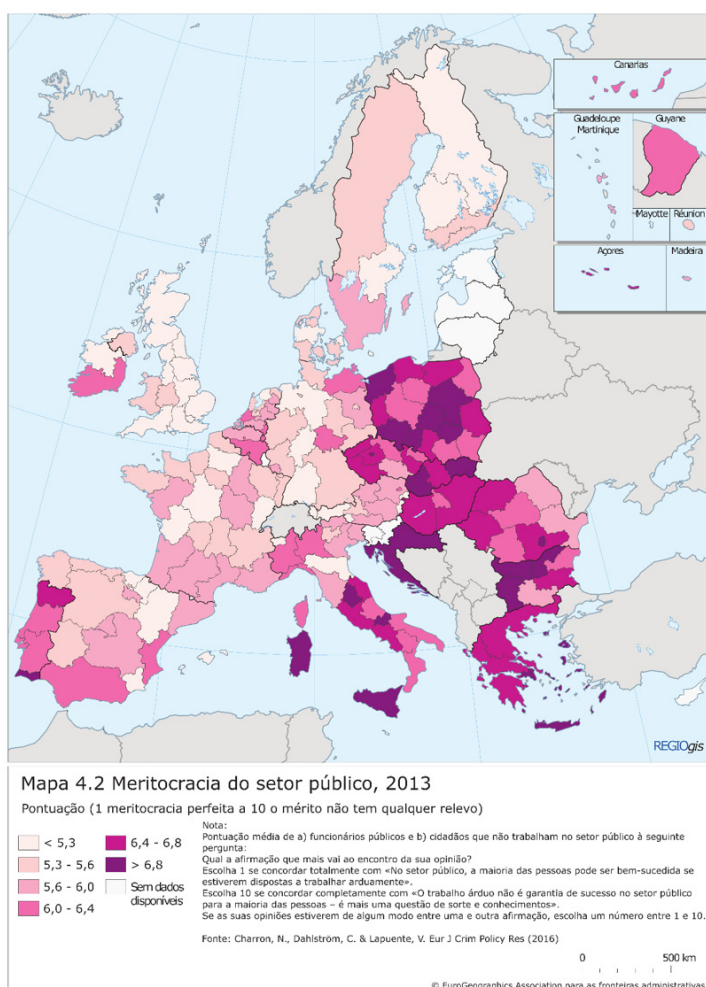 Canarias
Guadeloupe
Martinique
Guyane
Mayotte
Réunion
Açores
Madeira
REGIOgis
Mapa 4.2 Meritocracia do setor público, 2013
Pontuação (1 meritocracia perfeita a 10 o mérito não tem qualquer relevo)
< 5,3
5,3 - 5,6
5,6 - 6,0
6,0 - 6,4
6,4 - 6,8
> 6,8
Sem dados
disponíveis
Nota:
Pontuação média de a) funcionários públicos e b) cidadãos que não trabalham no setor público à seguinte
pergunta:
Qual a afirmação que mais vai ao encontro da sua opinião?
Escolha 1 se concordar totalmente com «No setor público, a maioria das pessoas pode ser bem-sucedida se
estiverem dispostas a trabalhar arduamente».
Escolha 10 se concordar completamente com «O trabalho árduo não é garantia de sucesso no setor público
para a maioria das pessoas – é mais uma questão de sorte e conhecimentos».
Se as suas opiniões estiverem de algum modo entre uma e outra afirmação, escolha um número entre 1 e 10.
Fonte: Charron, N., Dahlström, C. & Lapuente, V. Eur J Crim Policy Res (2016)
0 500 km
© EuroGeographics Association para as fronteiras administrativas